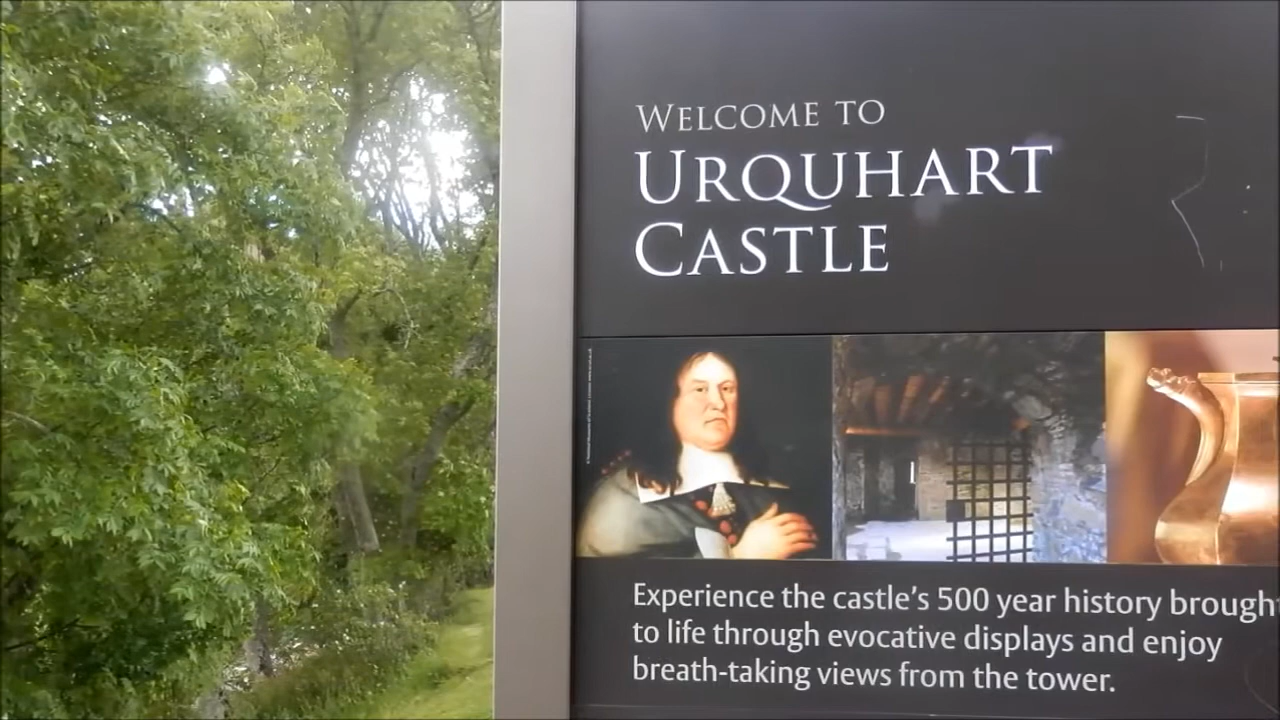 WELCOME TO
URQUHART
CASTLE
Experience the castle's 500 year history brough
to life through evocative displays and enjoy
breath-taking views from the tower.